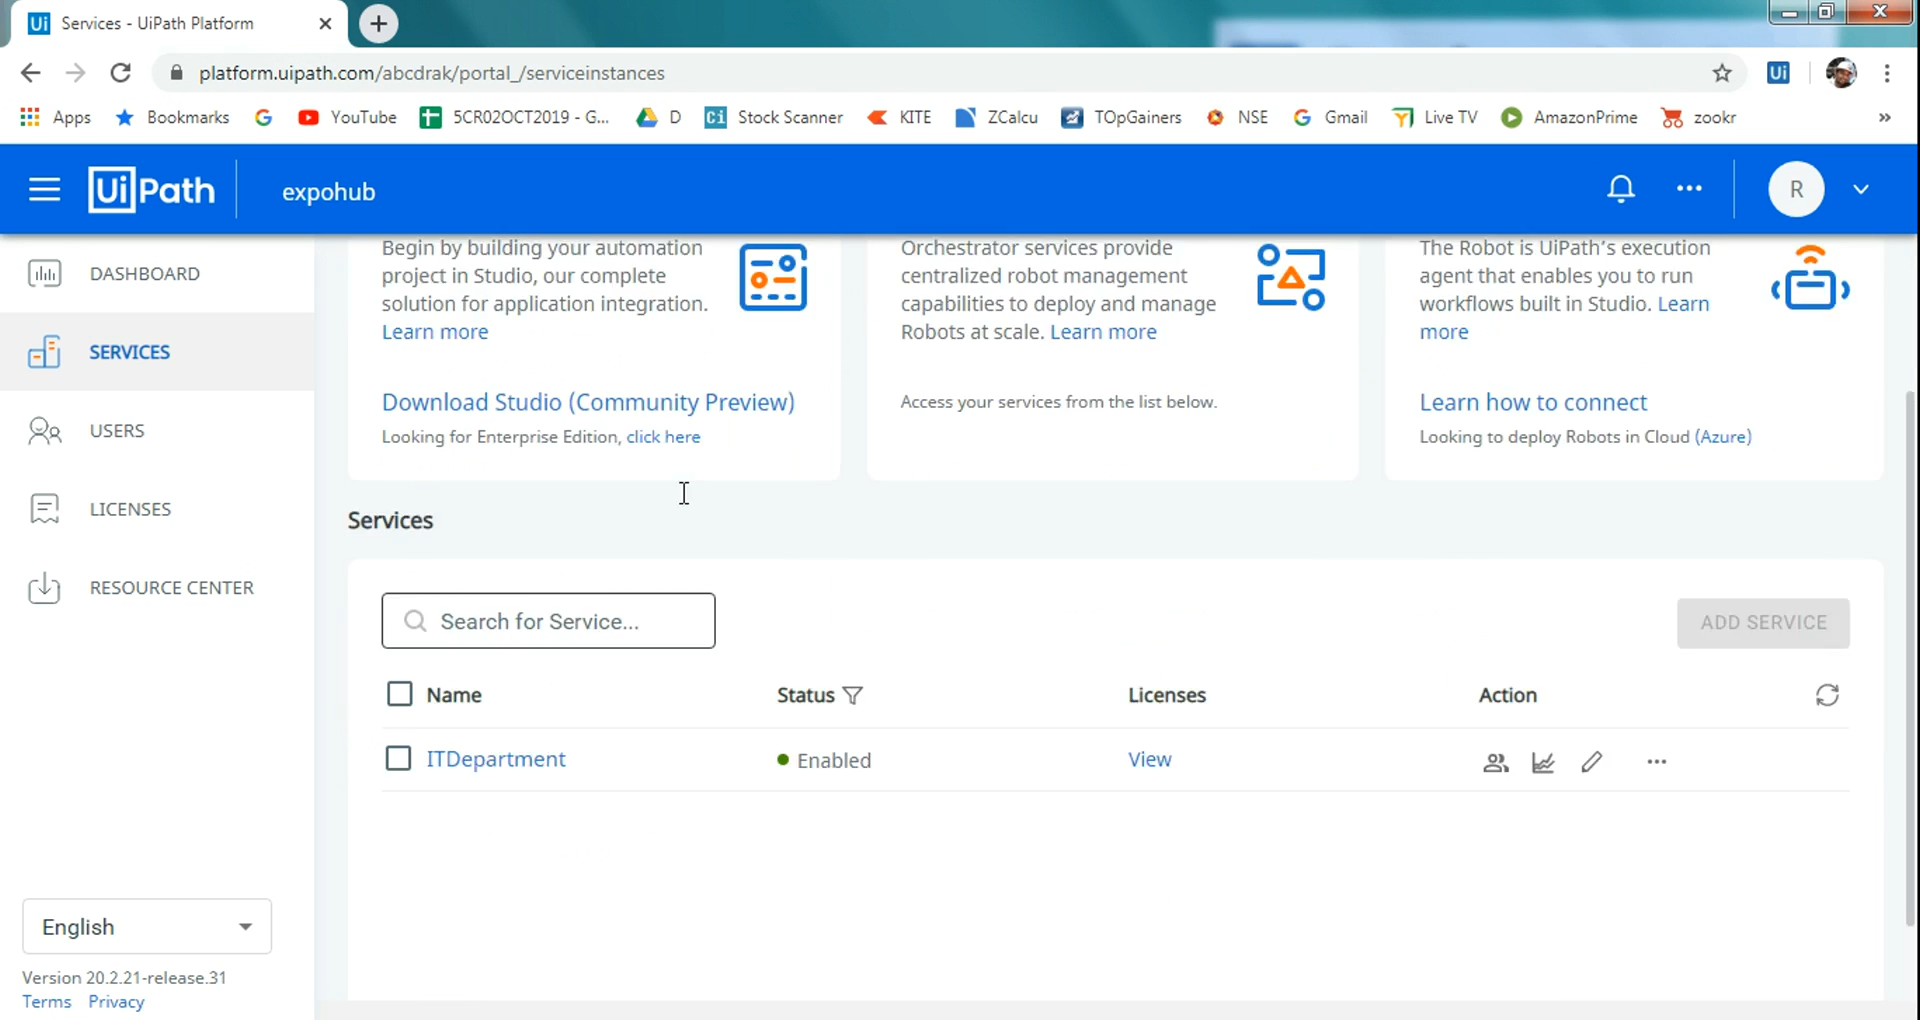 Ui Services - UiPath Platform
platform.uipath.com/abcdrak/portal_/serviceinstances
Ui
Apps Bookmarks YouTube 5CR02OCT2019 - G... D Ci Stock Scanner KITE ZCalcu TOpGainers NSE Gmail Live TV AmazonPrime zookr »
UiPath expohub R
DASHBOARD
SERVICES
USERS
LICENSES
RESOURCE CENTER
Begin by building your automation
project in Studio, our complete
solution for application integration.
Learn more
Download Studio (Community Preview)
Looking for Enterprise Edition, click here
Orchestrator services provide
centralized robot management
capabilities to deploy and manage
Robots at scale. Learn more
Access your services from the list below.
The Robot is UiPath's execution
agent that enables you to run
workflows built in Studio. Learn
more
Learn how to connect
Looking to deploy Robots in Cloud (Azure)
Services
Search for Service...
ADD SERVICE
Name Status Licenses Action
ITDepartment Enabled View
English
Version 20.2.21-release.31
Terms Privacy